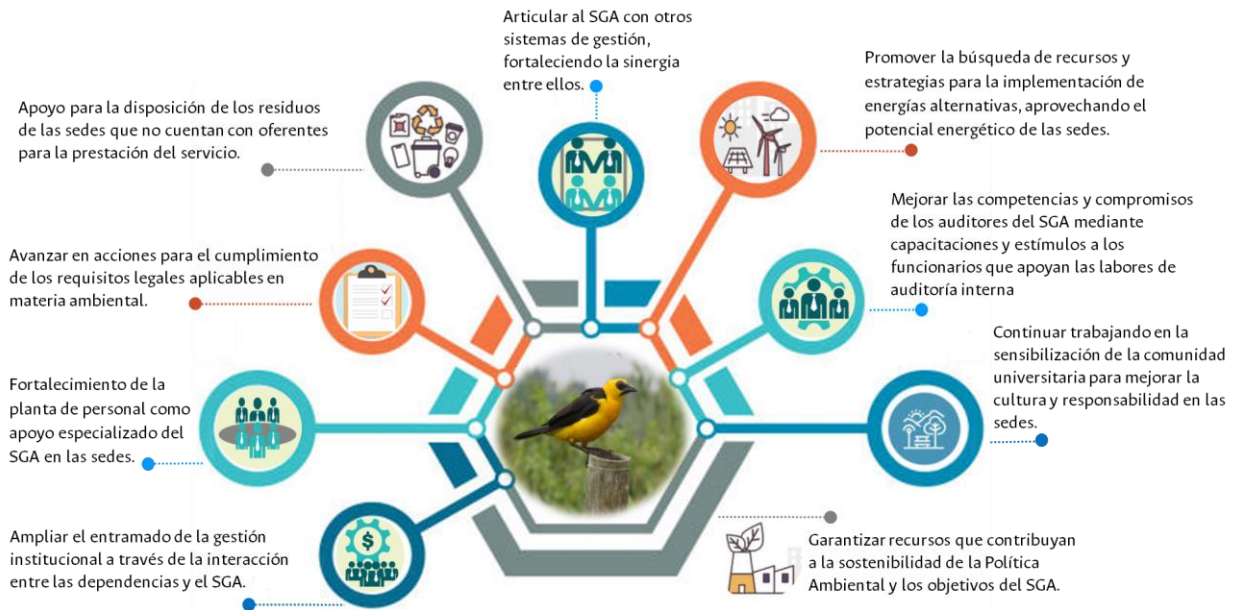 Articular al SGA con otros
sistemas de gestión,
fortaleciendo la sinergia
entre ellos.
Promover la búsqueda de recursos y
estrategias para la implementación de
energías alternativas, aprovechando el
potencial energético de las sedes.
Apoyo para la disposición de los residuos
de las sedes que no cuentan con oferentes
para la prestación del servicio.
Mejorar las competencias y compromisos
de los auditores del SGA mediante
capacitaciones y estímulos a los
funcionarios que apoyan las labores de
auditoría interna
Avanzar en acciones para el cumplimiento
de los requisitos legales aplicables en
materia ambiental.
Continuar trabajando en la
sensibilización de la comunidad
universitaria para mejorar la
cultura y responsabilidad en las
sedes.
Fortalecimiento de la
planta de personal como
apoyo especializado del
SGA en las sedes.
$
Ampliar el entramado de la gestión
institucional a través de la interacción
entre las dependencias y el SGA.
Garantizar recursos que contribuyan
a la sostenibilidad de la Política
Ambiental y los objetivos del SGA.